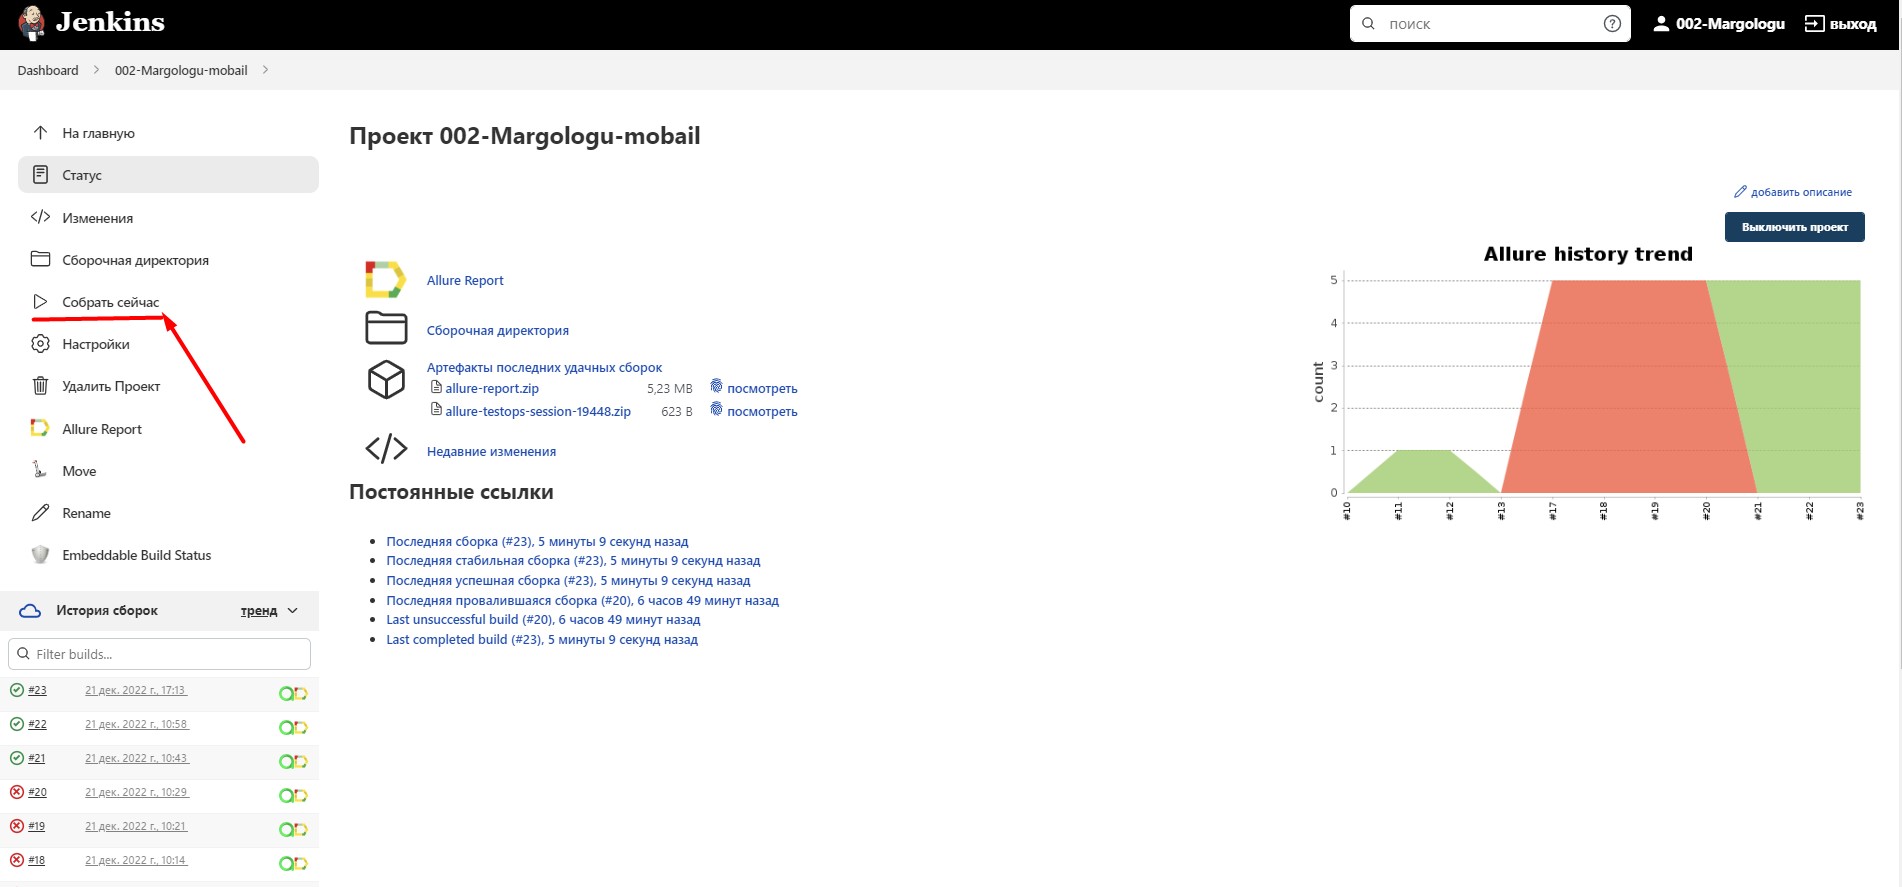 Jenkins
поиск
002-Margologu
выход
Dashboard
002-Margologu-mobail
На главную
Статус
Изменения
Сборочная директория
Собрать сейчас
Настройки
Удалить Проект
Allure Report
Move
Rename
Embeddable Build Status
История сборок
тренд
Filter builds...
#23 21 дек. 2022 г., 17:13
#22 21 дек. 2022 г., 10:58
#21 21 дек. 2022 г., 10:43
#20 21 дек. 2022 г., 10:29
#19 21 дек. 2022 г., 10:21
#18 21 дек. 2022 г., 10:14
Проект 002-Margologu-mobail
добавить описание
Выключить проект
Allure Report
Сборочная директория
Артефакты последних удачных сборок
allure-report.zip 5,23 MB посмотреть
allure-testops-session-19448.zip 623 B посмотреть
Недавние изменения
Постоянные ссылки
Последняя сборка (#23), 5 минуты 9 секунд назад
Последняя стабильная сборка (#23), 5 минуты 9 секунд назад
Последняя успешная сборка (#23), 5 минуты 9 секунд назад
Последняя провалившаяся сборка (#20), 6 часов 49 минут назад
Last unsuccessful build (#20), 6 часов 49 минут назад
Last completed build (#23), 5 минуты 9 секунд назад
Allure history trend
count
5
4
3
2
1
0
#10 #11 #12 #13 #17 #18 #19 #20 #21 #22 #23